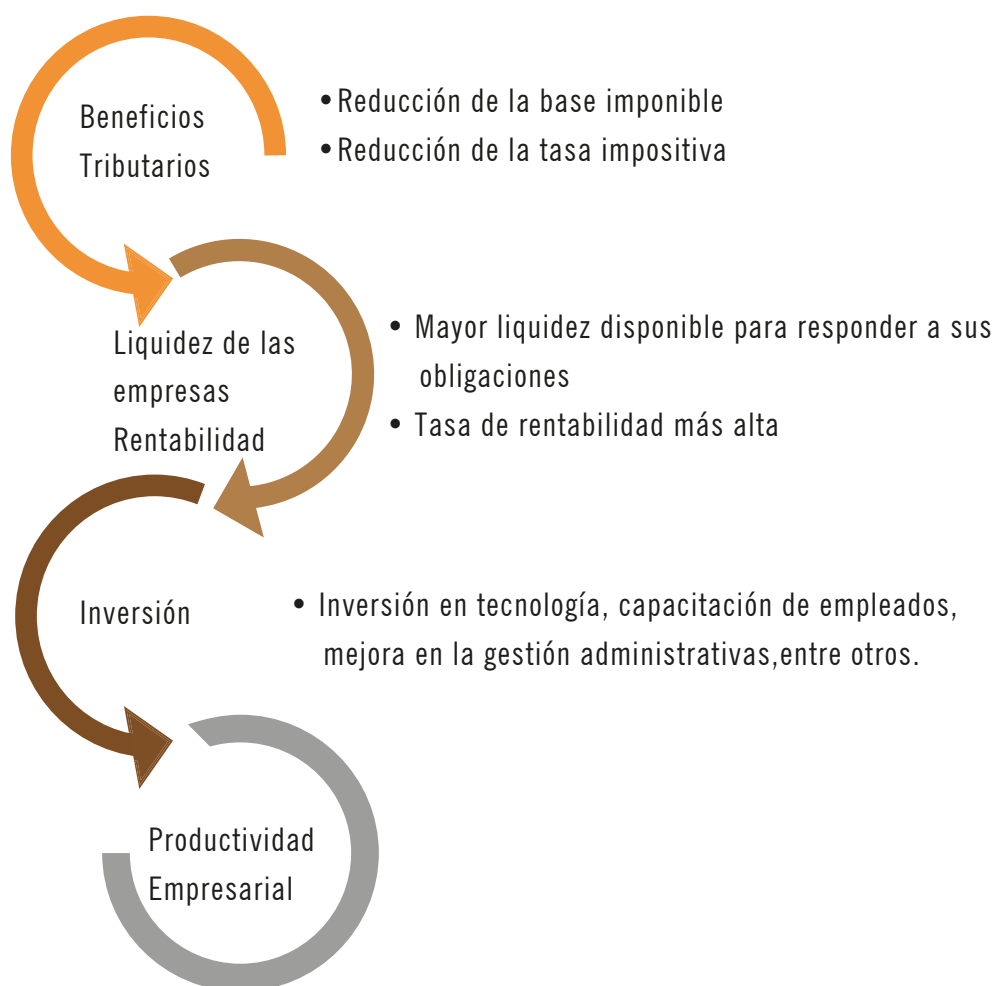 Beneficios
Tributarios
• Reducción de la base imponible
• Reducción de la tasa impositiva
Liquidez de las
empresas
Rentabilidad
• Mayor liquidez disponible para responder a sus
obligaciones
• Tasa de rentabilidad más alta
Inversión
• Inversión en tecnología, capacitación de empleados,
mejora en la gestión administrativas,entre otros.
Productividad
Empresarial